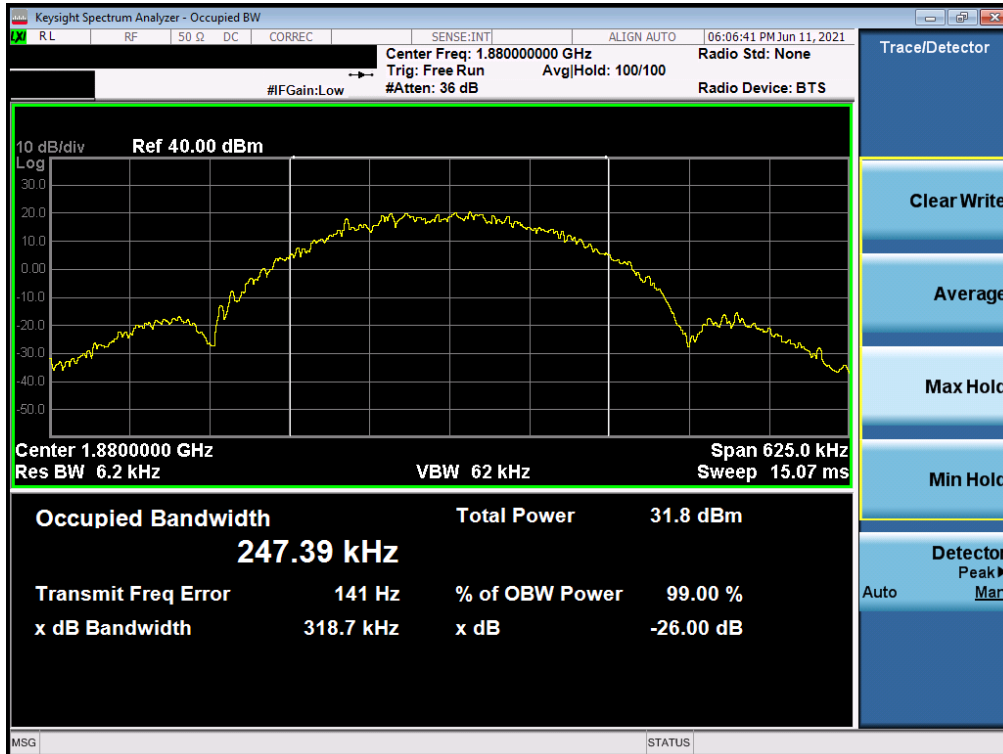 Keysight Spectrum Analyzer - Occupied BW
LXI RL RF 50 Ω DC CORREC SENSE:INT ALIGN AUTO 06:06:41 PM Jun 11, 2021
Center Freq: 1.880000000 GHz Radio Std: None
Trig: Free Run Avg|Hold: 100/100
#IFGain:Low #Atten: 36 dB Radio Device: BTS
Trace/Detector
10 dB/div Ref 40.00 dBm
Log
30.0
20.0
10.0
0.00
-10.0
-20.0
-30.0
-40.0
-50.0
Center 1.8800000 GHz Span 625.0 kHz
Res BW 6.2 kHz VBW 62 kHz Sweep 15.07 ms
Occupied Bandwidth Total Power 31.8 dBm
247.39 kHz
Transmit Freq Error 141 Hz % of OBW Power 99.00 %
x dB Bandwidth 318.7 kHz x dB -26.00 dB
Clear Write
Average
Max Hold
Min Hold
Detector
Peak
Auto Man
MSG STATUS